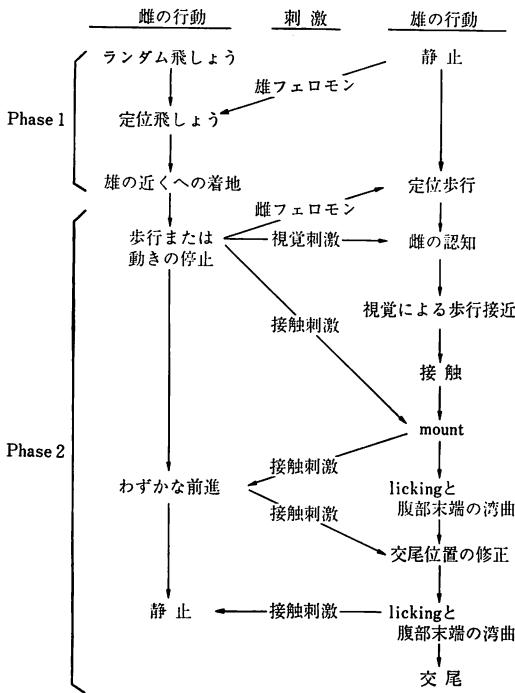 雌の行動 刺激 雄の行動
ランダム飛しょう 静止
雄フェロモン
Phase 1 定位飛しょう
雄の近くへの着地 定位歩行
雌フェロモン
歩行または 視覚刺激 雌の認知
動きの停止
視覚による歩行接近
接触刺激
接触
mount
Phase 2
接触刺激
わずかな前進 lickingと
腹部末端の湾曲
接触刺激
交尾位置の修正
静止 接触刺激 lickingと
腹部末端の湾曲
交尾